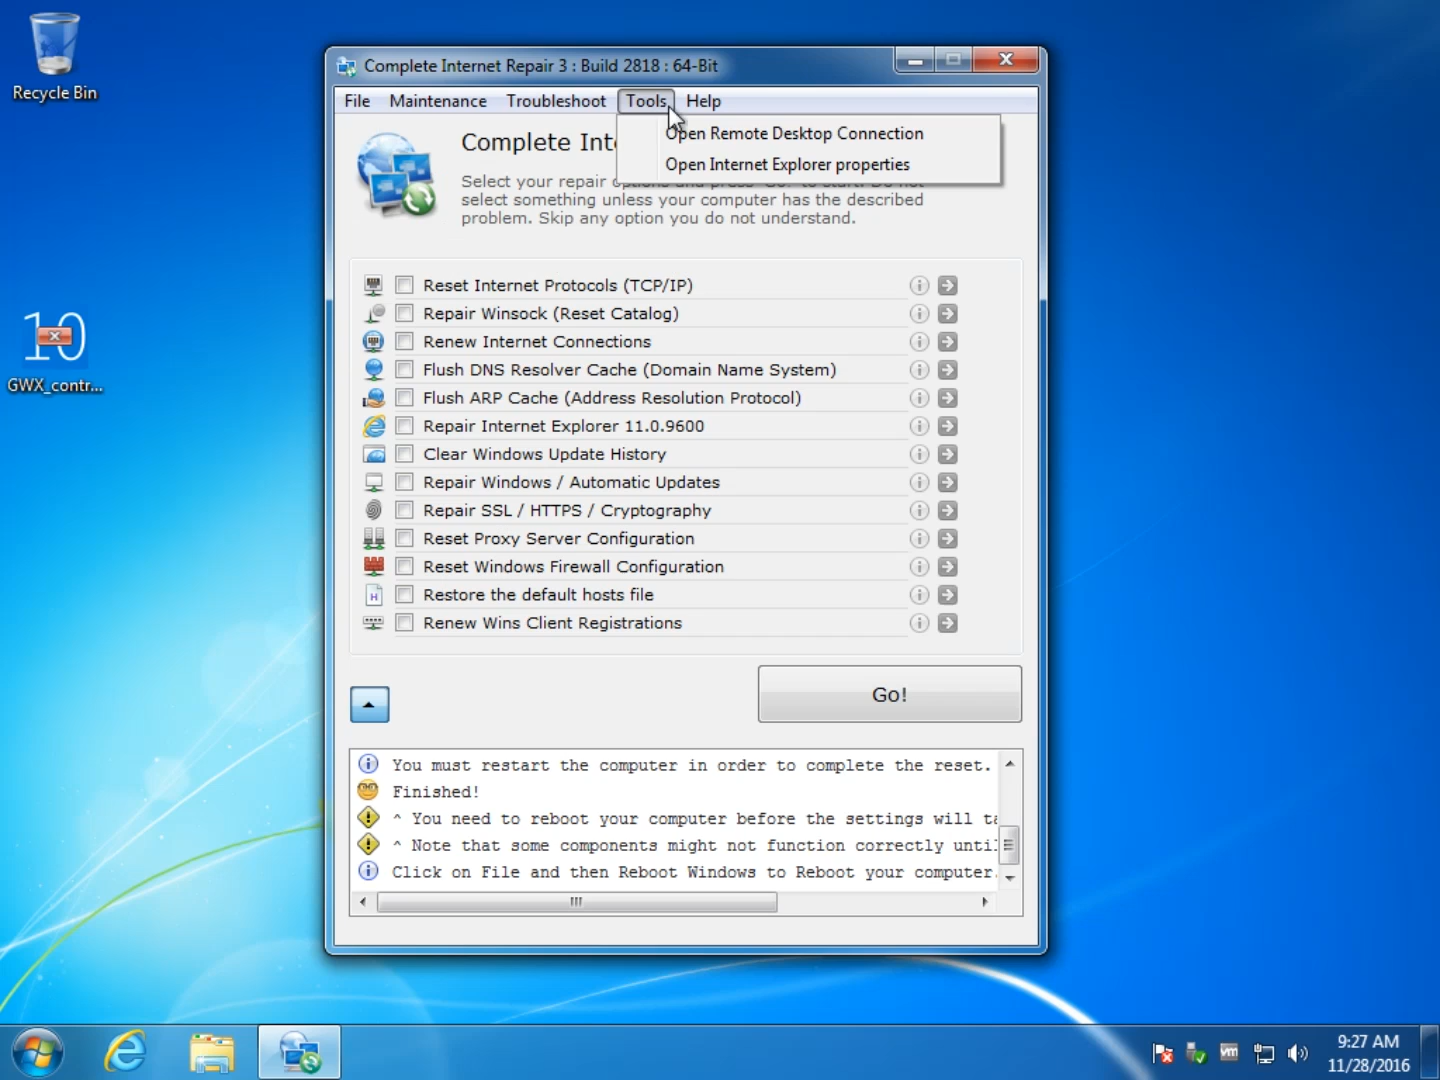 Recycle Bin
10
GWX_contr...
Complete Internet Repair 3 : Build 2818 : 64-Bit
File Maintenance Troubleshoot Tools Help
Open Remote Desktop Connection
Open Internet Explorer properties
Complete Int
Select your repair
select something unless your computer has the described
problem. Skip any option you do not understand.
Reset Internet Protocols (TCP/IP)
Repair Winsock (Reset Catalog)
Renew Internet Connections
Flush DNS Resolver Cache (Domain Name System)
Flush ARP Cache (Address Resolution Protocol)
Repair Internet Explorer 11.0.9600
Clear Windows Update History
Repair Windows / Automatic Updates
Repair SSL / HTTPS / Cryptography
Reset Proxy Server Configuration
Reset Windows Firewall Configuration
Restore the default hosts file
Renew Wins Client Registrations
Go!
You must restart the computer in order to complete the reset.
Finished!
^ You need to reboot your computer before the settings will ta
^ Note that some components might not function correctly until
Click on File and then Reboot Windows to Reboot your computer.
vm
9:27 AM
11/28/2016